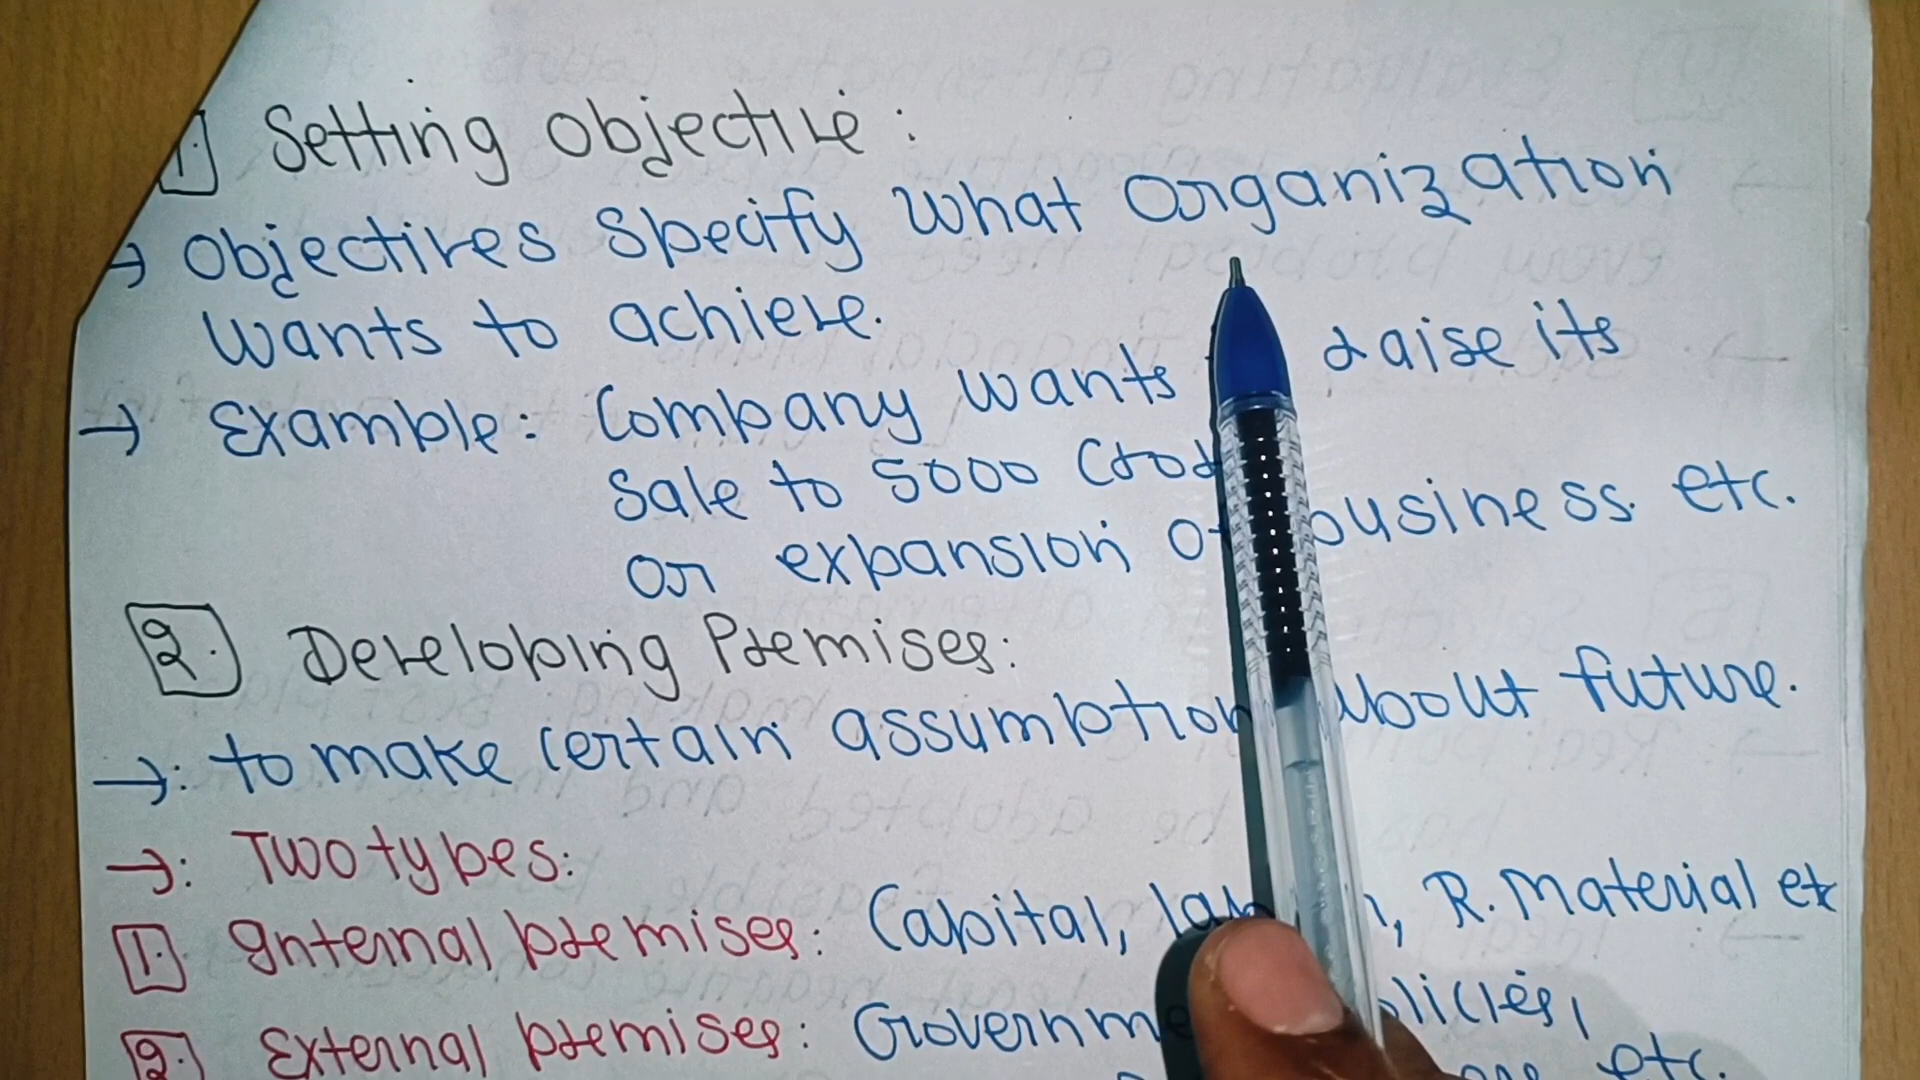 1. Setting Objective:
→ Objectives Specify what Organization
wants to achieve.
→ Example: Company wants raise its
Sale to 5000
or expansion of business. etc.
2. Developing Premises:
→: to make certain assumption about future.
→: Two types:
1. Internal premises: Capital, R. Material etc
2. External premises: Government policies,
etc.